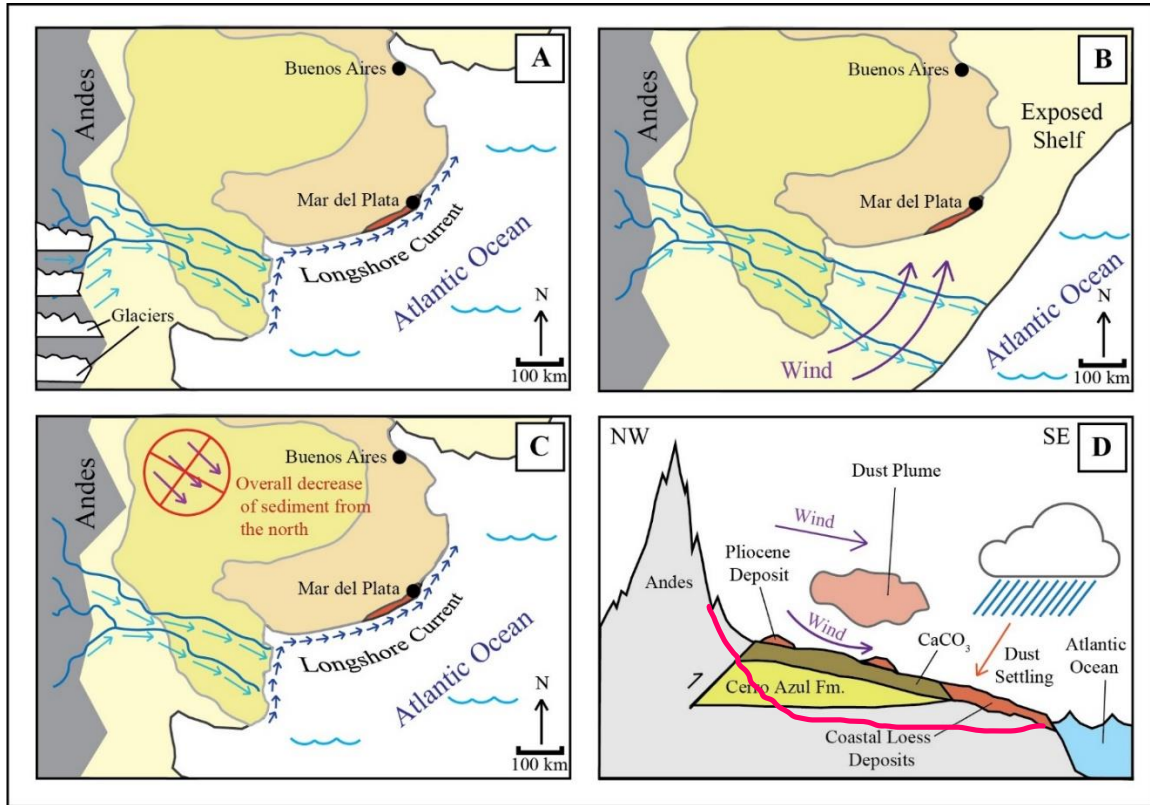 A
Andes
Buenos Aires
Mar del Plata
Longshore Current
Atlantic Ocean
Glaciers
N
100 km
B
Andes
Buenos Aires
Exposed
Shelf
Mar del Plata
Wind
Atlantic Ocean
N
100 km
C
Andes
Buenos Aires
Overall decrease
of sediment from
the north
Mar del Plata
Longshore Current
Atlantic Ocean
N
100 km
NW
SE
D
Dust Plume
Wind
Pliocene
Deposit
Andes
Wind
CaCO3
Dust
Settling
Atlantic
Ocean
Cerro Azul Fm.
Coastal Loess
Deposits